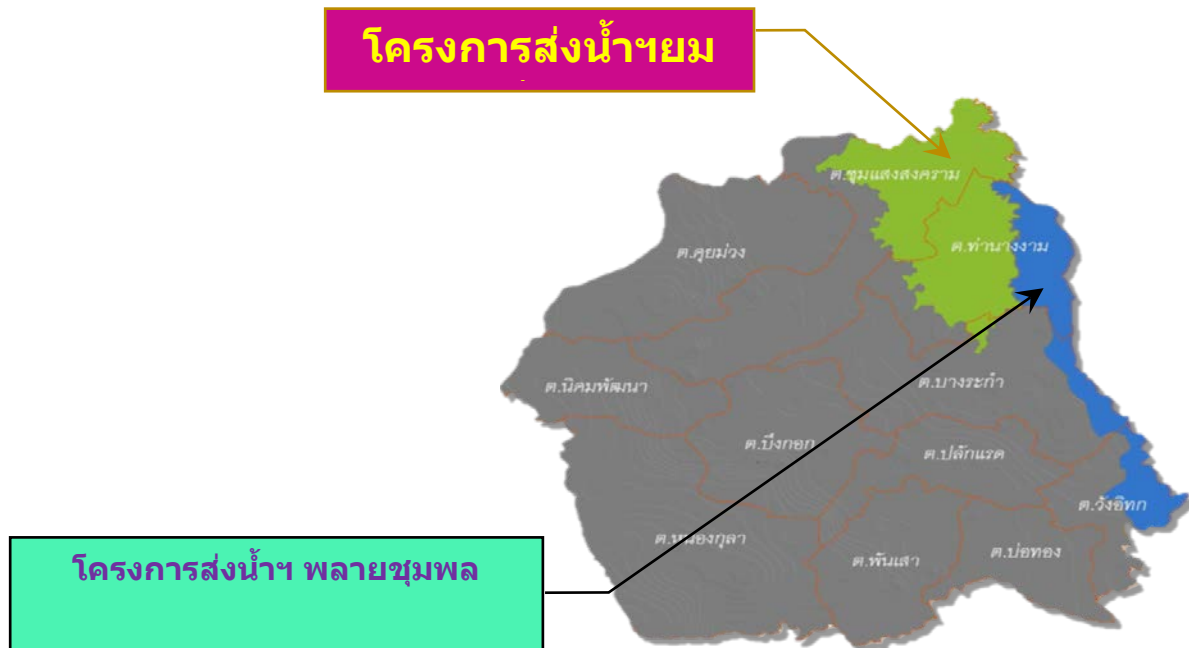 โครงการส่งน้ำฯยม
ต.ชุมแสงสงคราม
ต.ท่านางงาม
ต.คุยม่วง
ต.นิคมพัฒนา
ต.บางระกำ
ต.บึงกอก
ต.ปลักแรด
ต.วังอิทก
ต.หนองกุลา
ต.พันเสา
ต.บ่อทอง
โครงการส่งน้ำฯ พลายชุมพล